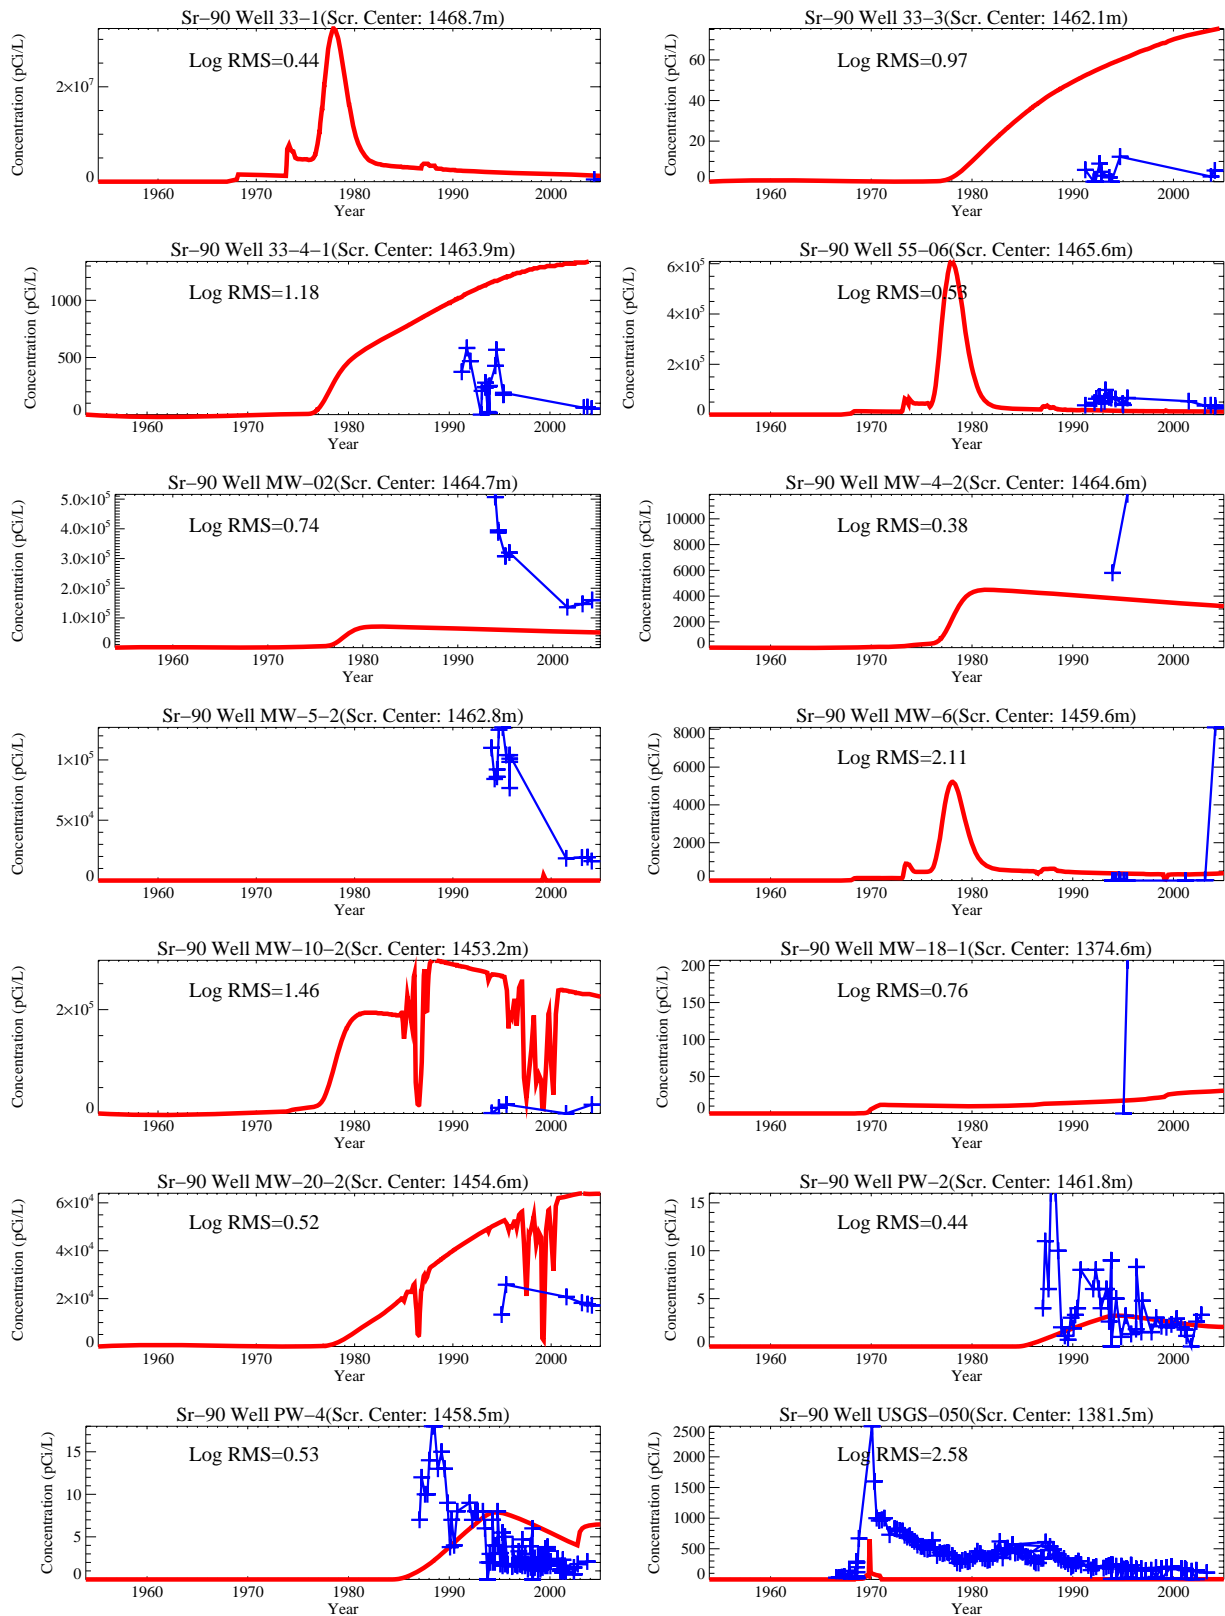 Sr−90 Well 33−1(Scr. Center: 1468.7m)
Log RMS=0.44
Concentration (pCi/L)
2×10⁷
0
1960 1970 1980 1990 2000
Year
Sr−90 Well 33−3(Scr. Center: 1462.1m)
Log RMS=0.97
Concentration (pCi/L)
60
40
20
0
1960 1970 1980 1990 2000
Year
Sr−90 Well 33−4−1(Scr. Center: 1463.9m)
Log RMS=1.18
Concentration (pCi/L)
1000
500
0
1960 1970 1980 1990 2000
Year
Sr−90 Well 55−06(Scr. Center: 1465.6m)
Log RMS=0.53
Concentration (pCi/L)
6×10⁵
4×10⁵
2×10⁵
0
1960 1970 1980 1990 2000
Year
Sr−90 Well MW−02(Scr. Center: 1464.7m)
Log RMS=0.74
Concentration (pCi/L)
5.0×10⁵
4.0×10⁵
3.0×10⁵
2.0×10⁵
1.0×10⁵
0
1960 1970 1980 1990 2000
Year
Sr−90 Well MW−4−2(Scr. Center: 1464.6m)
Log RMS=0.38
Concentration (pCi/L)
10000
8000
6000
4000
2000
0
1960 1970 1980 1990 2000
Year
Sr−90 Well MW−5−2(Scr. Center: 1462.8m)
Concentration (pCi/L)
1×10⁵
5×10⁴
0
1960 1970 1980 1990 2000
Year
Sr−90 Well MW−6(Scr. Center: 1459.6m)
Log RMS=2.11
Concentration (pCi/L)
8000
6000
4000
2000
0
1960 1970 1980 1990 2000
Year
Sr−90 Well MW−10−2(Scr. Center: 1453.2m)
Log RMS=1.46
Concentration (pCi/L)
2×10⁵
0
1960 1970 1980 1990 2000
Year
Sr−90 Well MW−18−1(Scr. Center: 1374.6m)
Log RMS=0.76
Concentration (pCi/L)
200
150
100
50
0
1960 1970 1980 1990 2000
Year
Sr−90 Well MW−20−2(Scr. Center: 1454.6m)
Log RMS=0.52
Concentration (pCi/L)
6×10⁴
4×10⁴
2×10⁴
0
1960 1970 1980 1990 2000
Year
Sr−90 Well PW−2(Scr. Center: 1461.8m)
Log RMS=0.44
Concentration (pCi/L)
15
10
5
0
1960 1970 1980 1990 2000
Year
Sr−90 Well PW−4(Scr. Center: 1458.5m)
Log RMS=0.53
Concentration (pCi/L)
15
10
5
0
1960 1970 1980 1990 2000
Year
Sr−90 Well USGS−050(Scr. Center: 1381.5m)
Log RMS=2.58
Concentration (pCi/L)
2500
2000
1500
1000
500
0
1960 1970 1980 1990 2000
Year